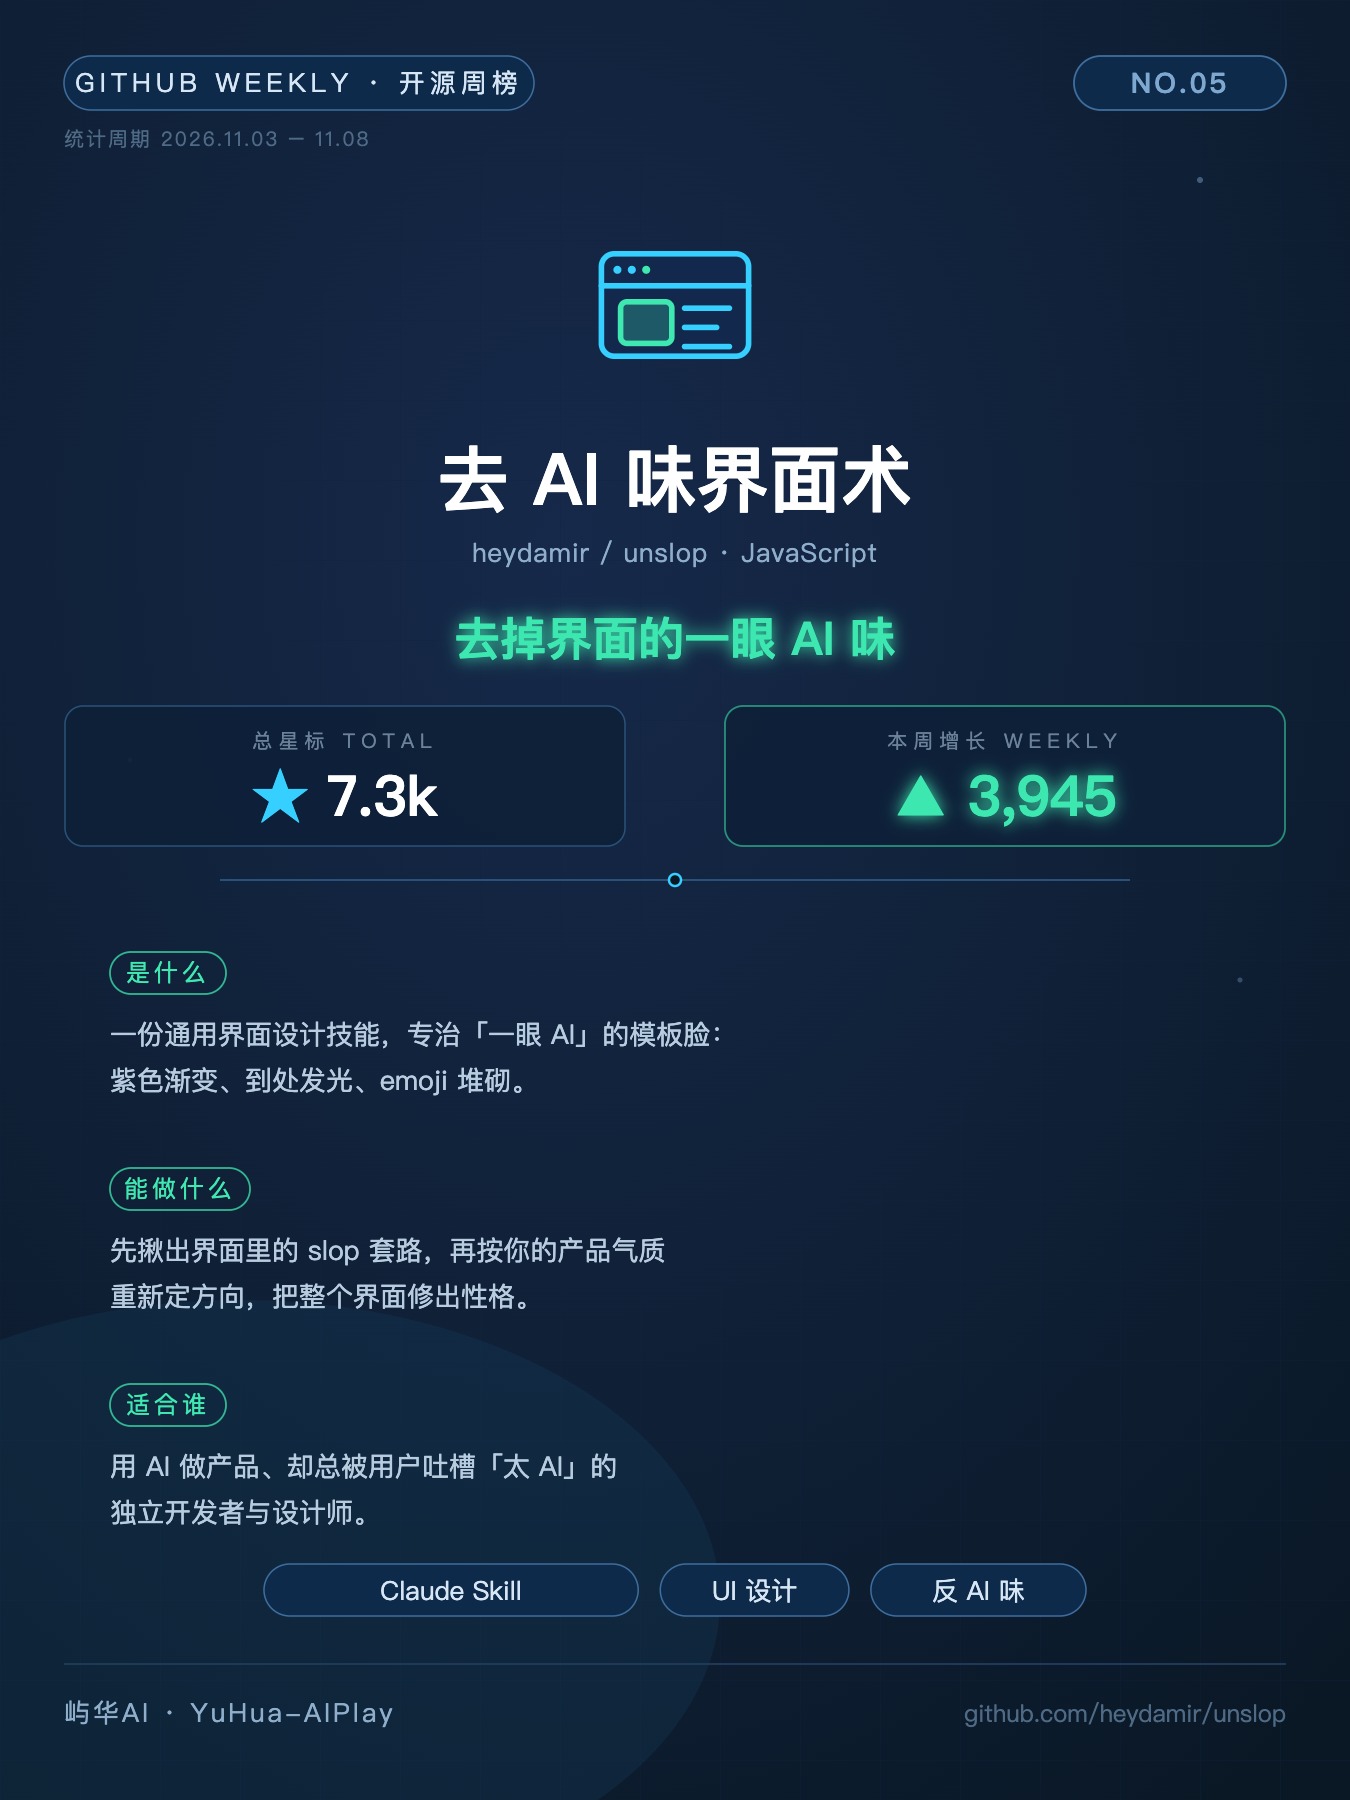 GITHUB WEEKLY · 开源周榜
NO.05
统计周期 2026.11.03 — 11.08
去 AI 味界面术
heydamir / unslop · JavaScript
去掉界面的一眼 AI 味
总星标 TOTAL
★ 7.3k
本周增长 WEEKLY
▲ 3,945
是什么
一份通用界面设计技能，专治「一眼 AI」的模板脸：
紫色渐变、到处发光、emoji 堆砌。
能做什么
先揪出界面里的 slop 套路，再按你的产品气质
重新定方向，把整个界面修出性格。
适合谁
用 AI 做产品、却总被用户吐槽「太 AI」的
独立开发者与设计师。
Claude Skill
UI 设计
反 AI 味
屿华AI · YuHua-AIPlay
github.com/heydamir/unslop